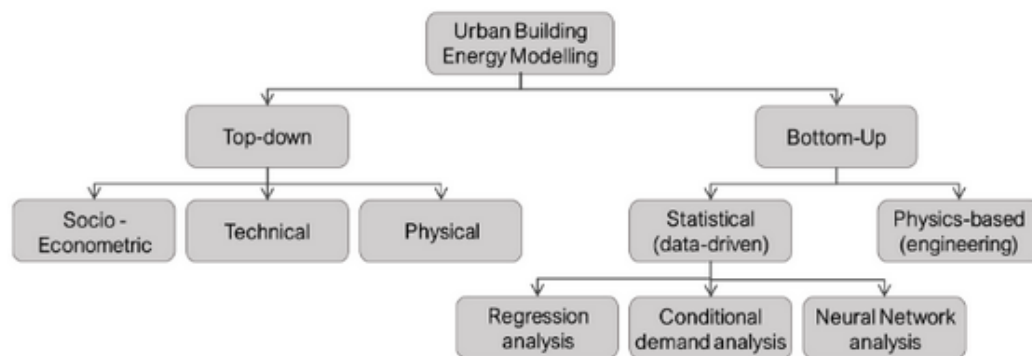 Urban Building
Energy Modelling
Top-down
Bottom-Up
Socio -
Econometric
Technical
Physical
Statistical
(data-driven)
Physics-based
(engineering)
Regression
analysis
Conditional
demand analysis
Neural Network
analysis